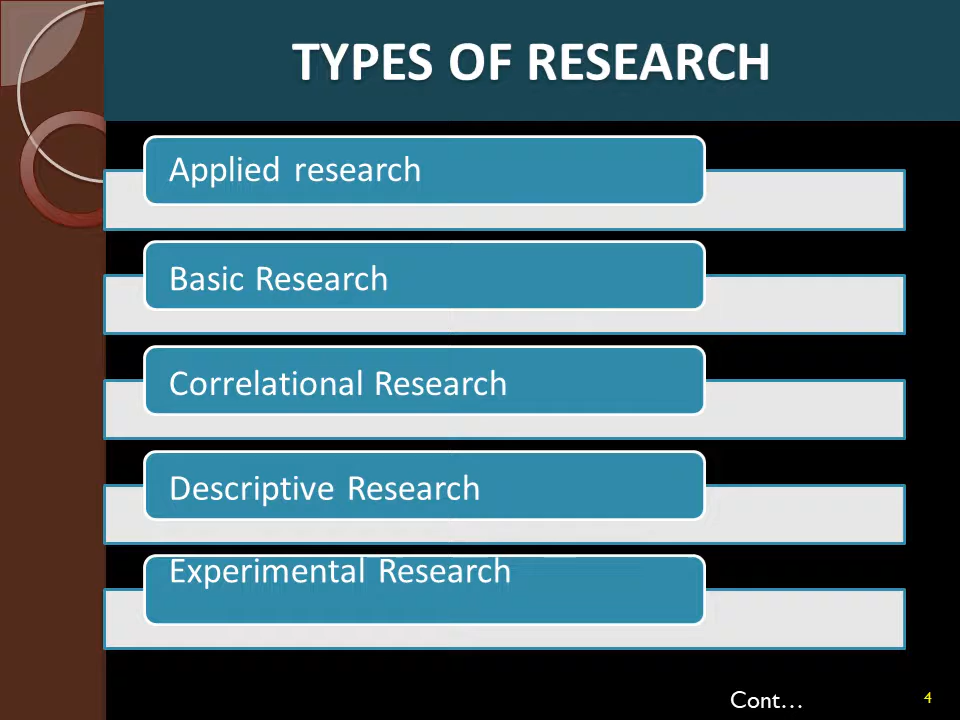 TYPES OF RESEARCH
Applied research
Basic Research
Correlational Research
Descriptive Research
Experimental Research
Cont…
4